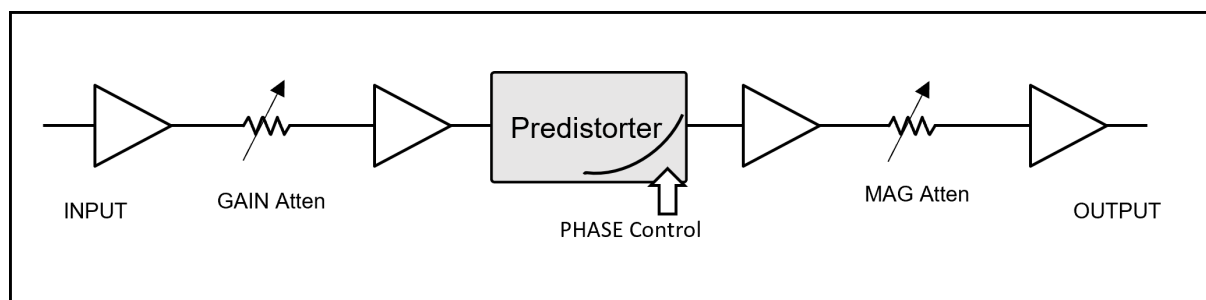 Predistorter
GAIN Atten
MAG Atten
INPUT
OUTPUT
PHASE Control